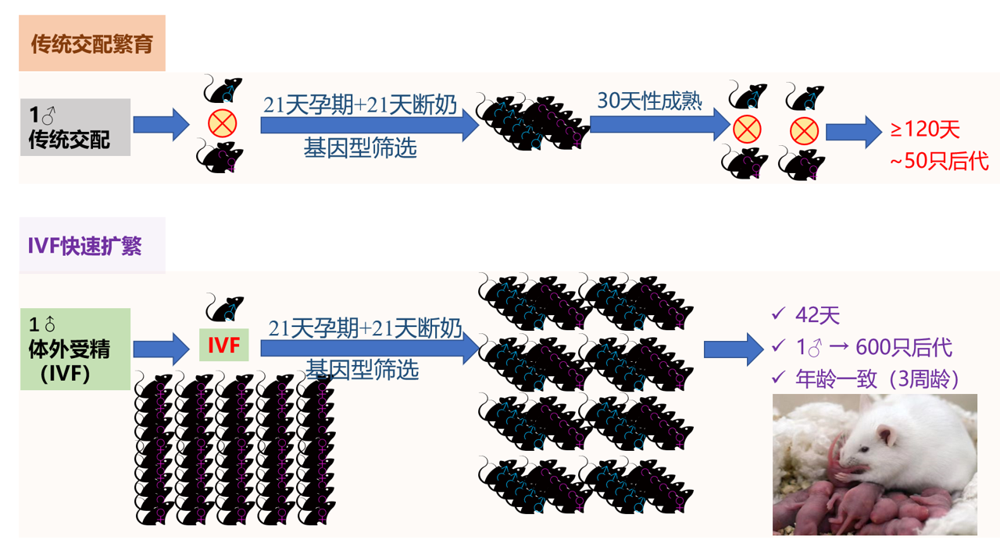 传统交配繁育
1♂
传统交配
21天孕期+21天断奶
基因型筛选
30天性成熟
≥120天
~50只后代
IVF快速扩繁
1♂
体外受精
（IVF）
IVF
21天孕期+21天断奶
基因型筛选
✓ 42天
✓ 1♂ → 600只后代
✓ 年龄一致（3周龄）